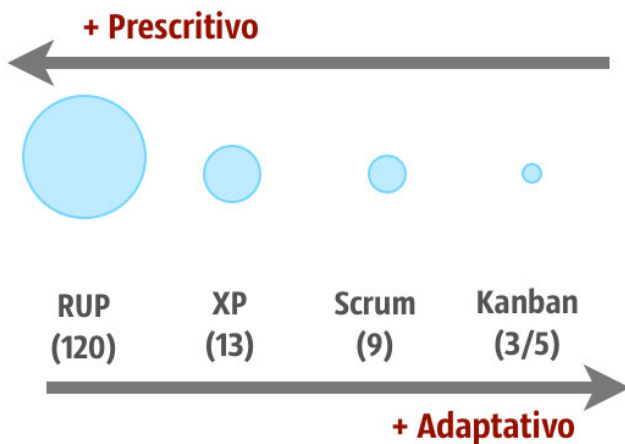 + Prescritivo
RUP
(120)
XP
(13)
Scrum
(9)
Kanban
(3/5)
+ Adaptativo